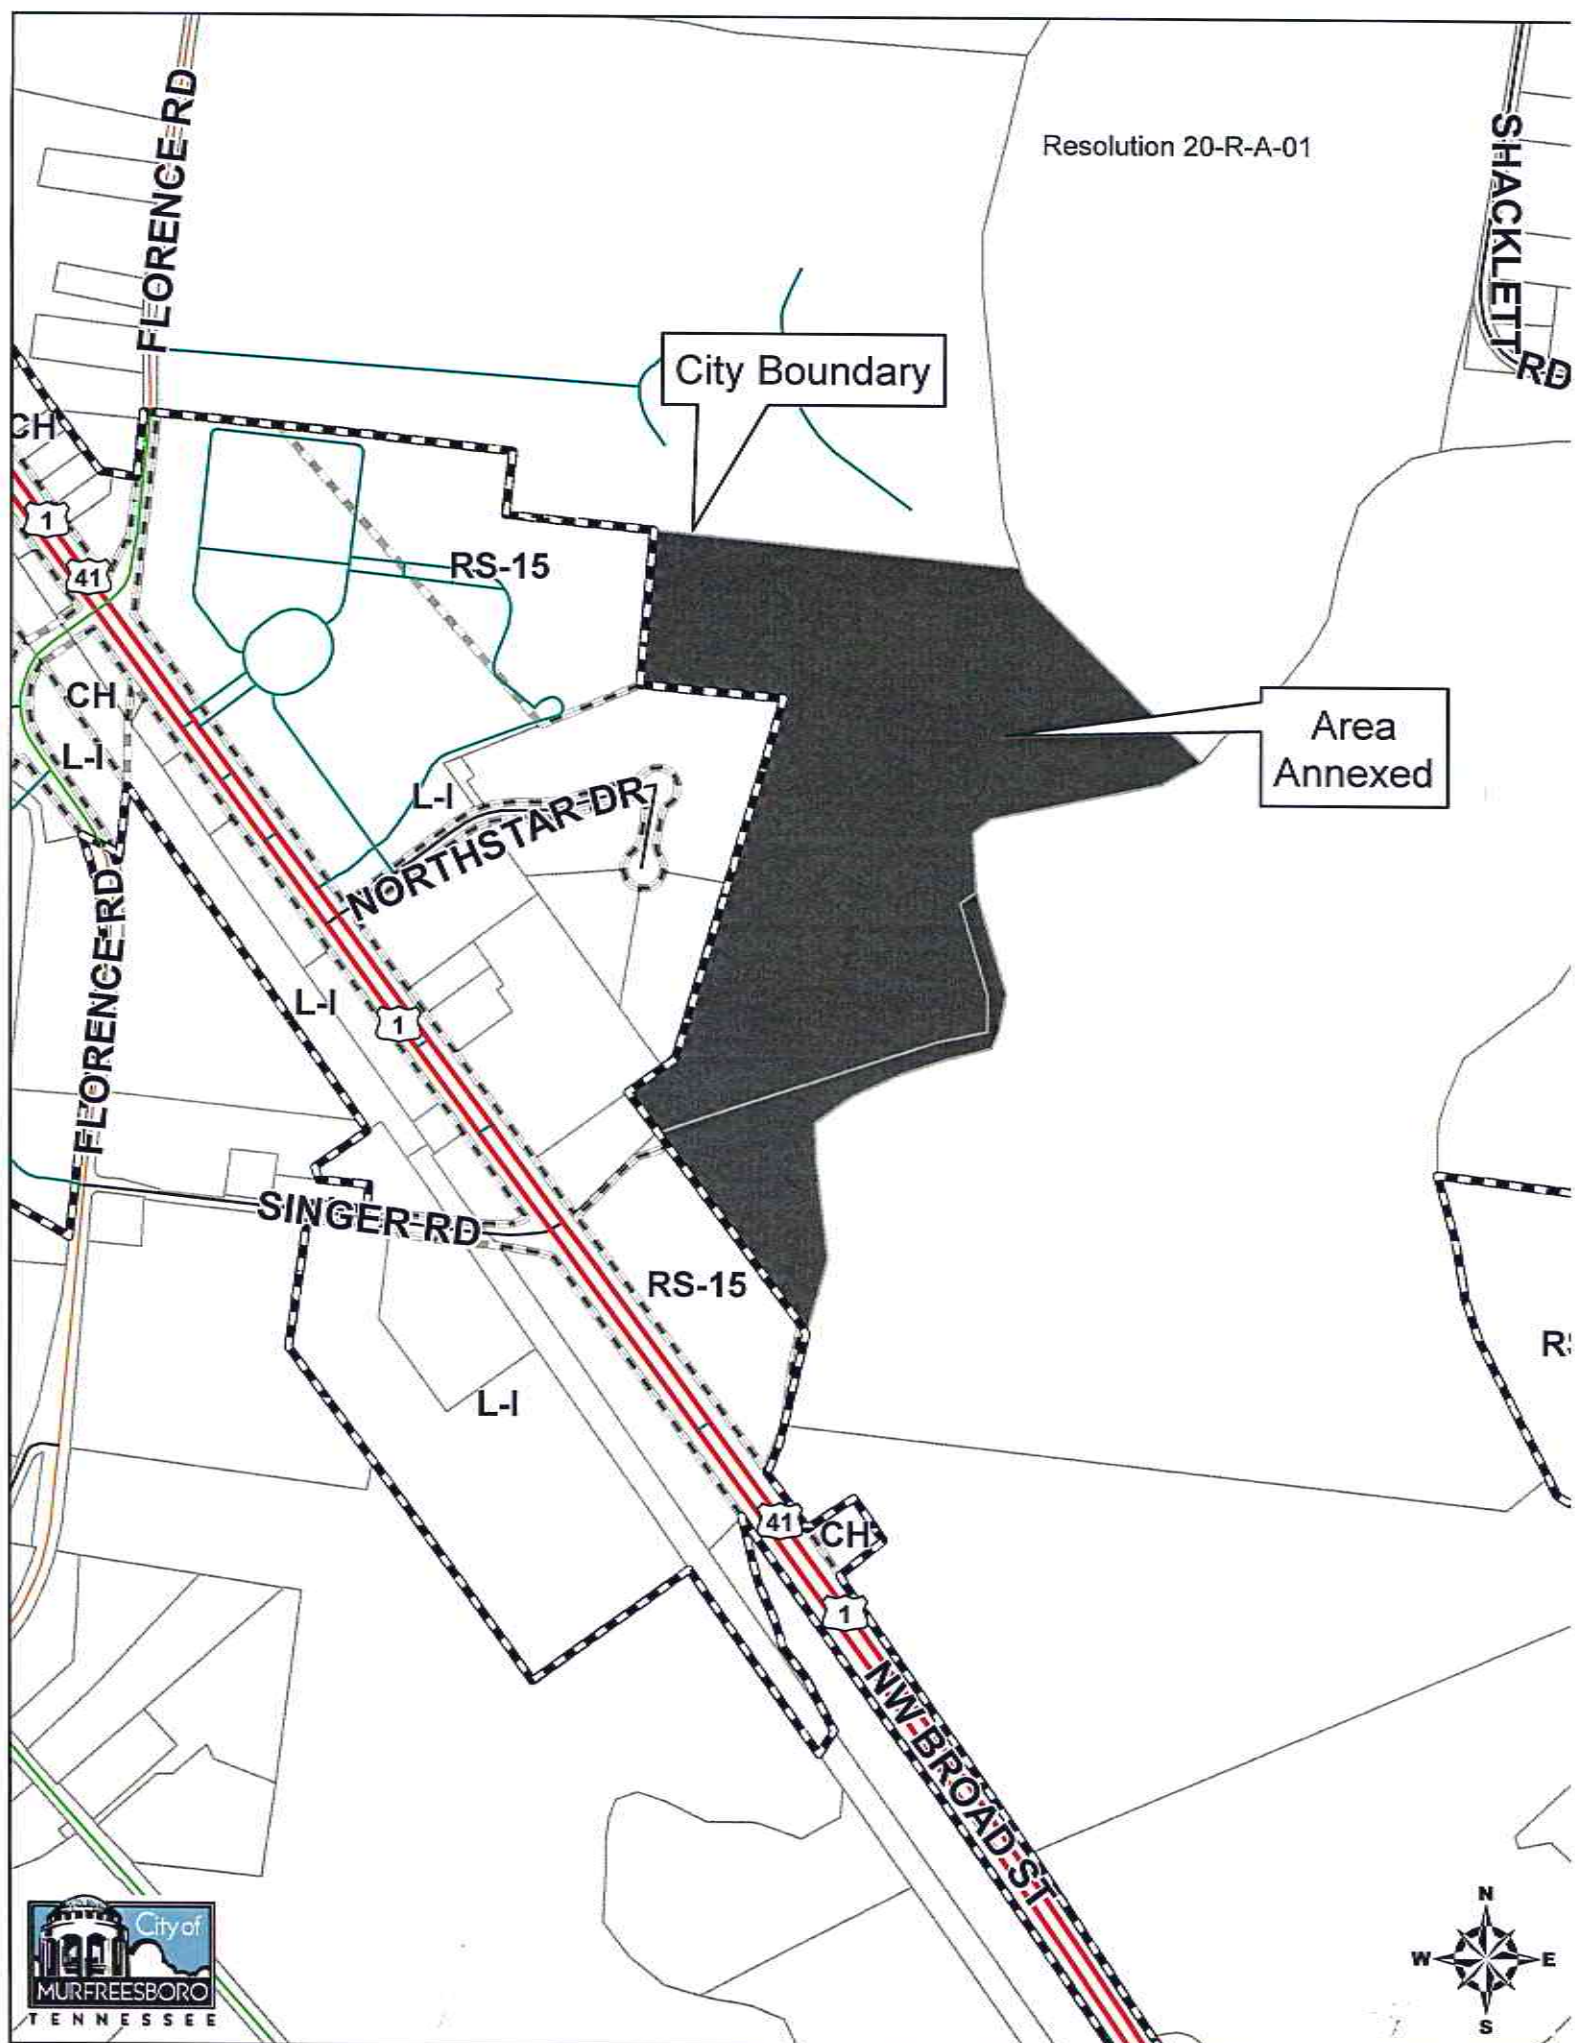 FLORENCE RD
Resolution 20-R-A-01
SHACKLETT RD
City Boundary
CH
1
41
RS-15
CH
L-I
Area
Annexed
L-I
NORTHSTAR DR
FLORENCE RD
L-I
1
SINGER RD
RS-15
L-I
41
CH
1
NW BROAD ST
City of
MURFREESBORO
TENNESSEE
N
W
E
S